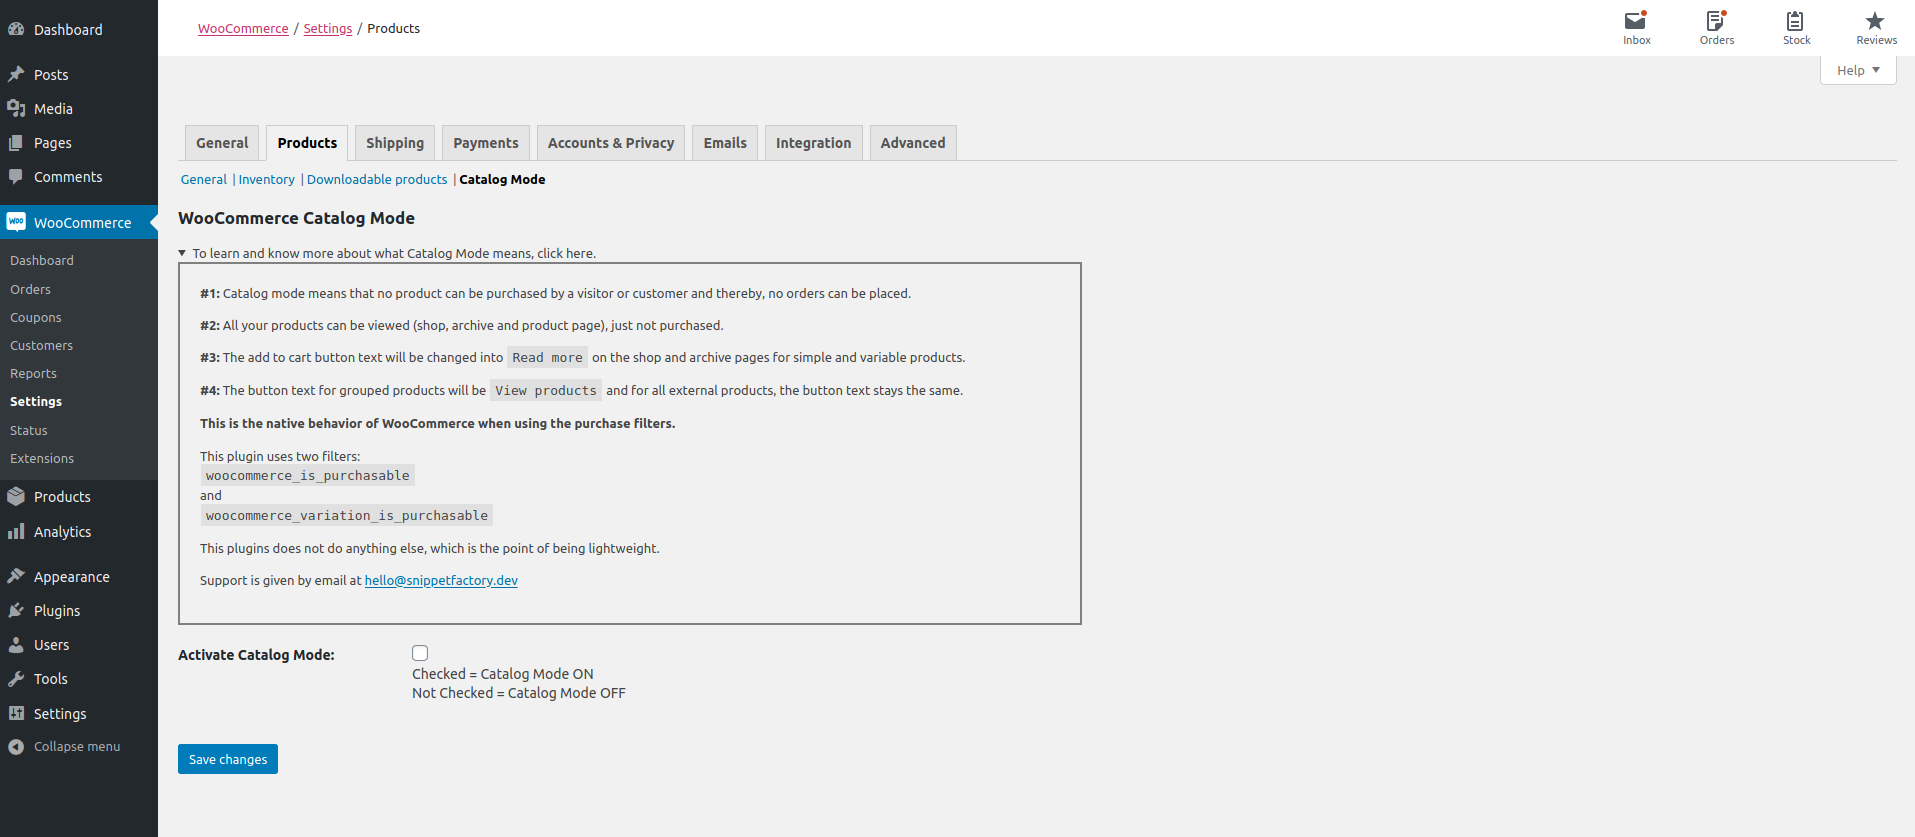 Dashboard
Posts
Media
Pages
Comments
woo WooCommerce
Dashboard
Orders
Coupons
Customers
Reports
Settings
Status
Extensions
Products
Analytics
Appearance
Plugins
Users
Tools
Settings
Collapse menu
WooCommerce / Settings / Products
Inbox
Orders
Stock
Reviews
Help
General
Products
Shipping
Payments
Accounts & Privacy
Emails
Integration
Advanced
General | Inventory | Downloadable products | Catalog Mode
WooCommerce Catalog Mode
To learn and know more about what Catalog Mode means, click here.
#1: Catalog mode means that no product can be purchased by a visitor or customer and thereby, no orders can be placed.
#2: All your products can be viewed (shop, archive and product page), just not purchased.
#3: The add to cart button text will be changed into Read more on the shop and archive pages for simple and variable products.
#4: The button text for grouped products will be View products and for all external products, the button text stays the same.
This is the native behavior of WooCommerce when using the purchase filters.
This plugin uses two filters:
woocommerce_is_purchasable
and
woocommerce_variation_is_purchasable
This plugins does not do anything else, which is the point of being lightweight.
Support is given by email at hello@snippetfactory.dev
Activate Catalog Mode:
Checked = Catalog Mode ON
Not Checked = Catalog Mode OFF
Save changes